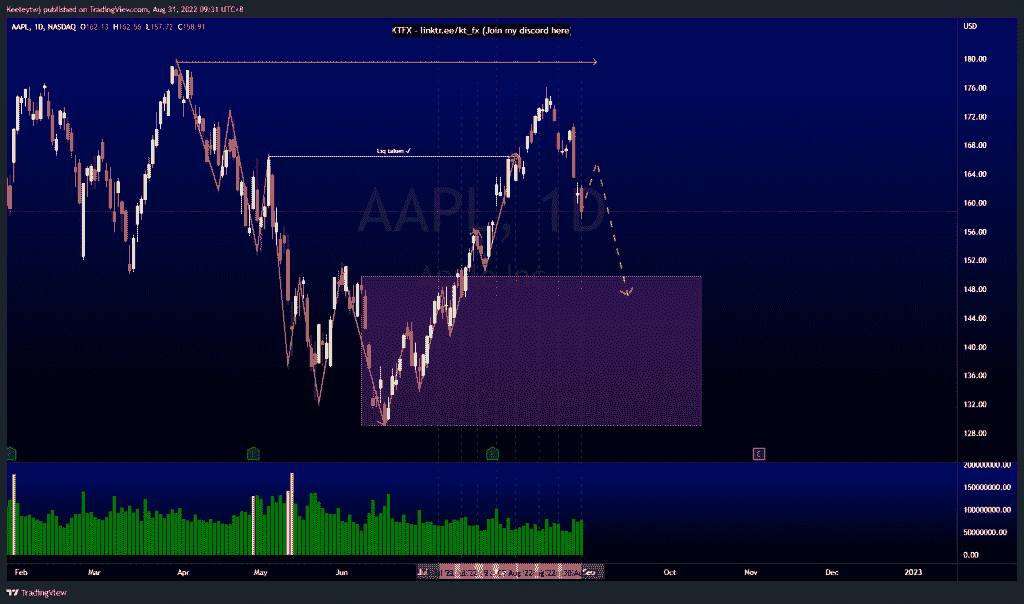 Keeleytwj published on TradingView.com, Aug 31, 2022 09:31 UTC+8
AAPL, 1D, NASDAQ O162.13 H162.56 L157.72 C158.91
KTFX - linktr.ee/kt_fx (Join my discord here)
USD
180.00
176.00
172.00
168.00
Liq taken ✓
164.00
160.00
AAPL, 1D
156.00
152.00
Apple Inc
148.00
144.00
140.00
136.00
132.00
128.00
E
200000000.00
150000000.00
100000000.00
50000000.00
0.00
Feb Mar Apr May Jun Jul Aug '22 Sep Oct Nov Dec 2023
TradingView